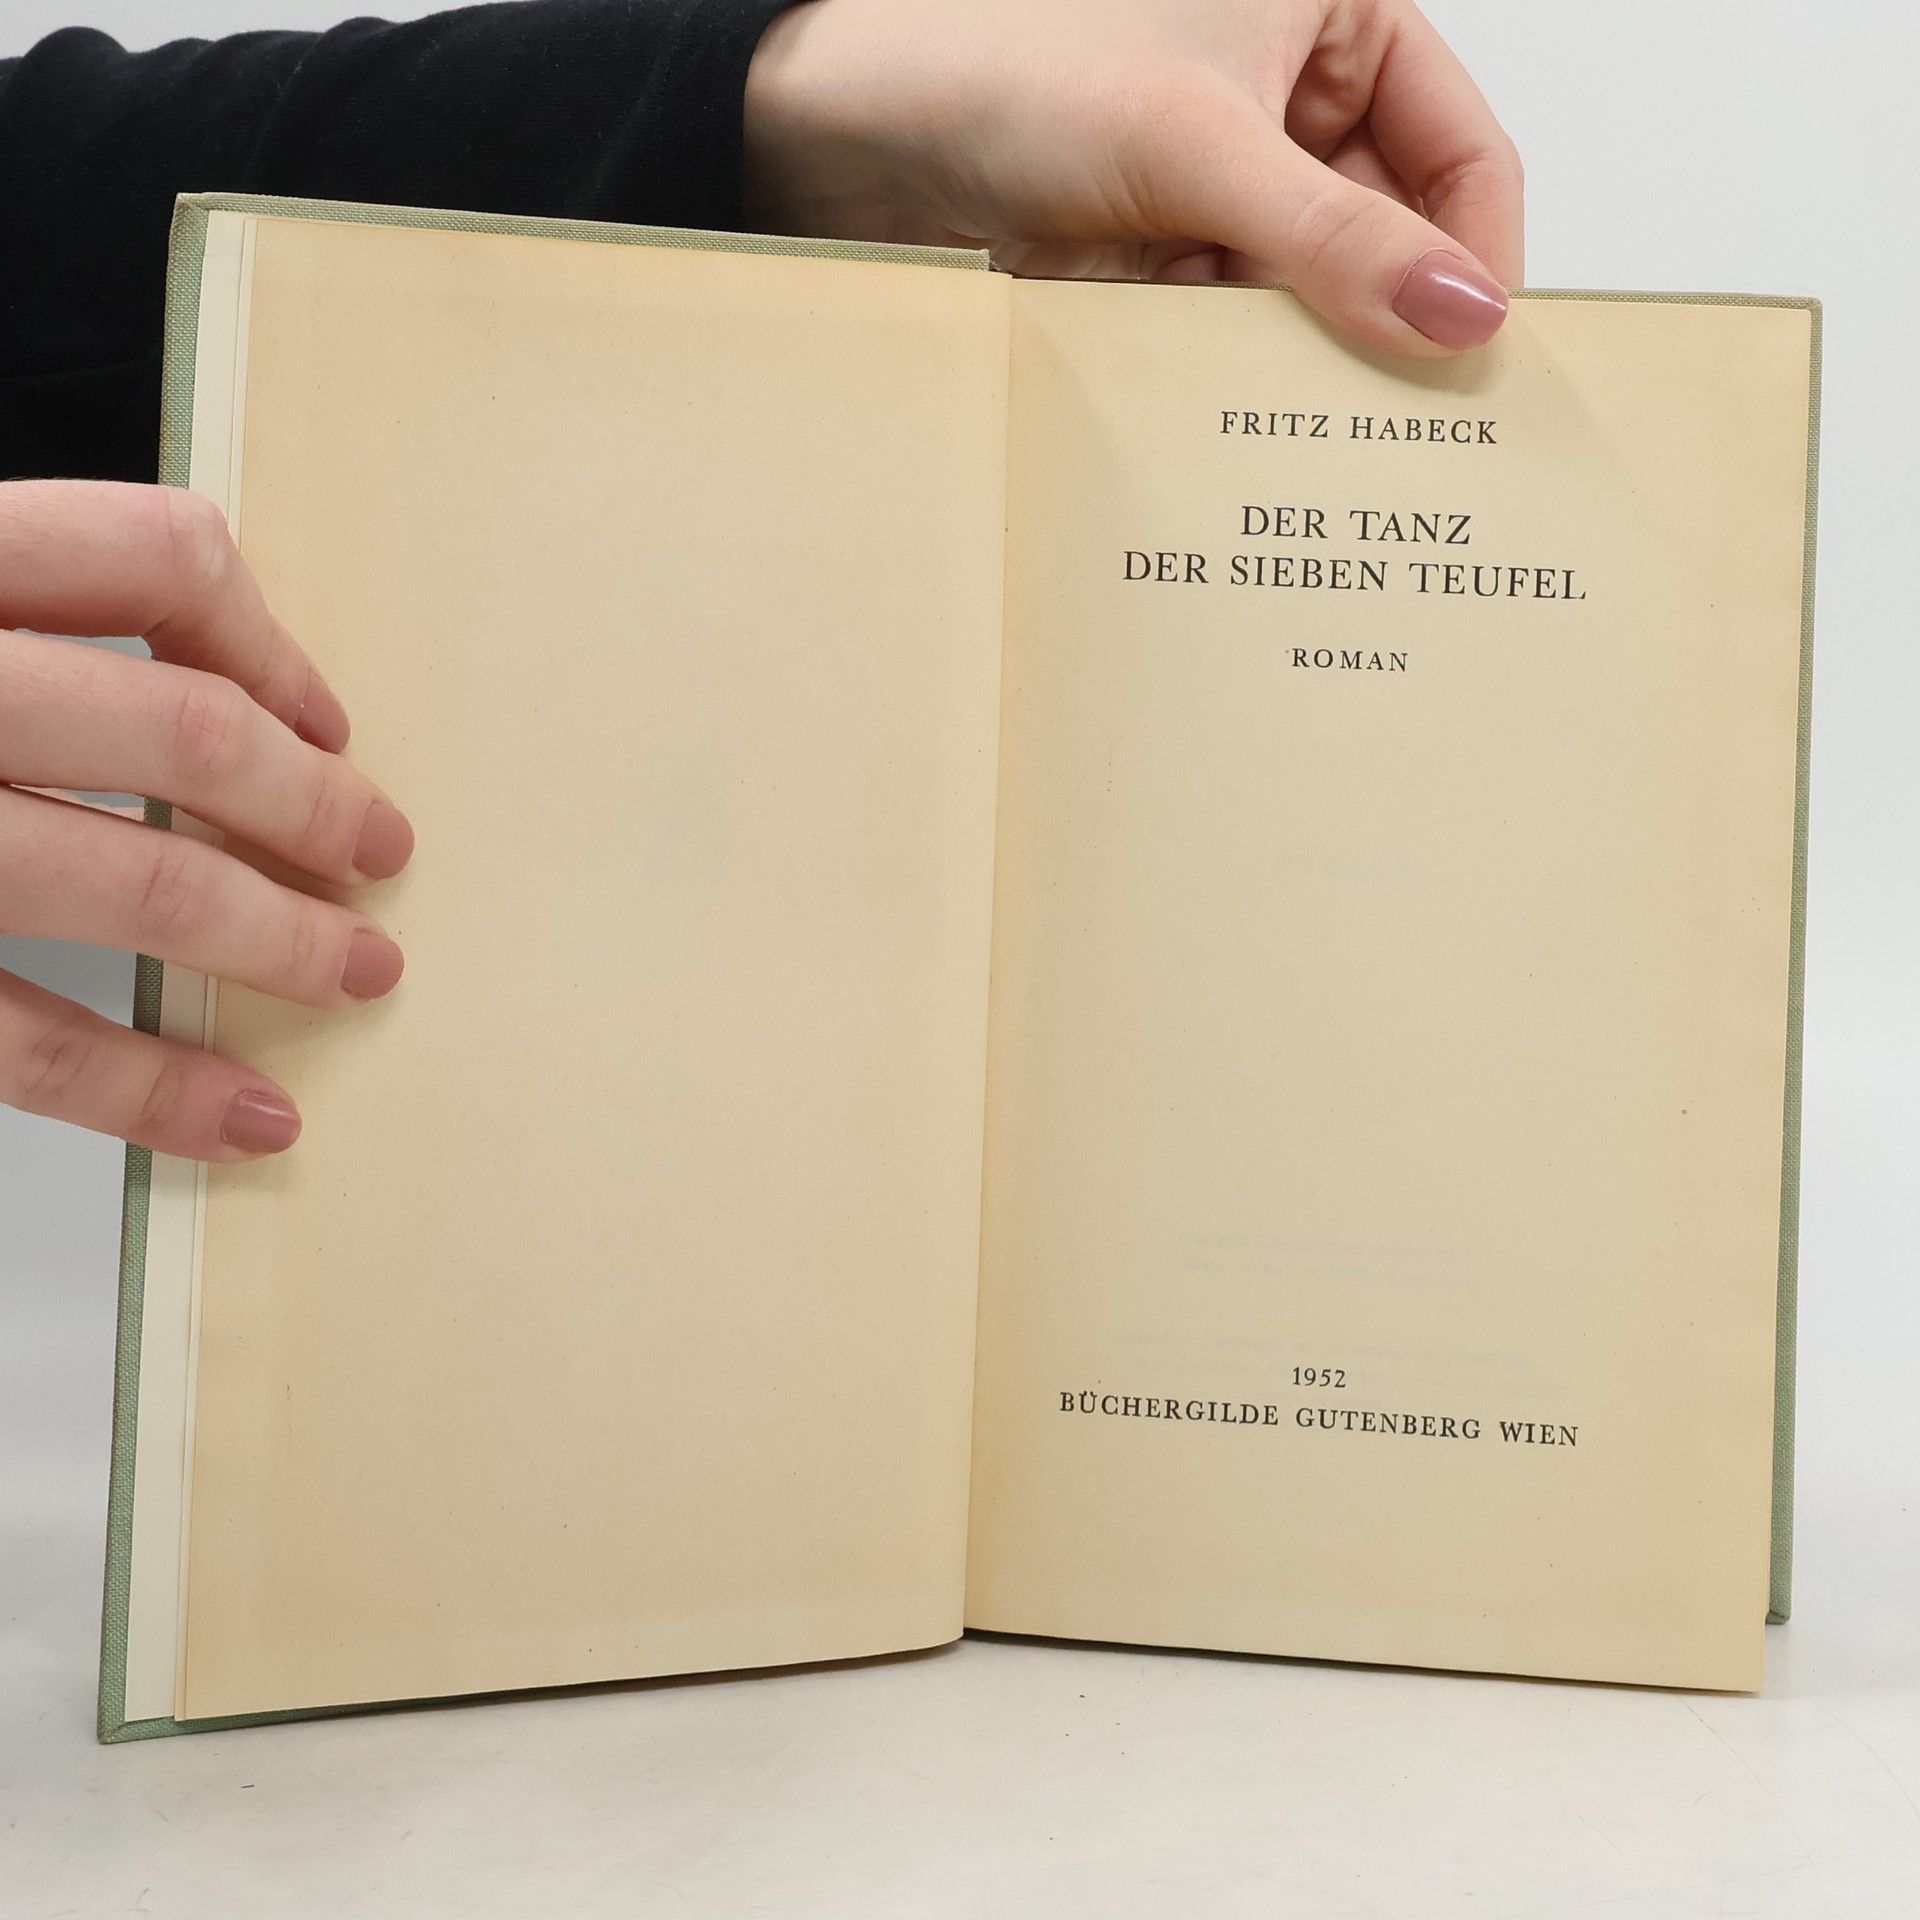 FRITZ HABECK
DER TANZ
DER SIEBEN TEUFEL
ROMAN
1952
BÜCHERGILDE GUTENBERG WIEN